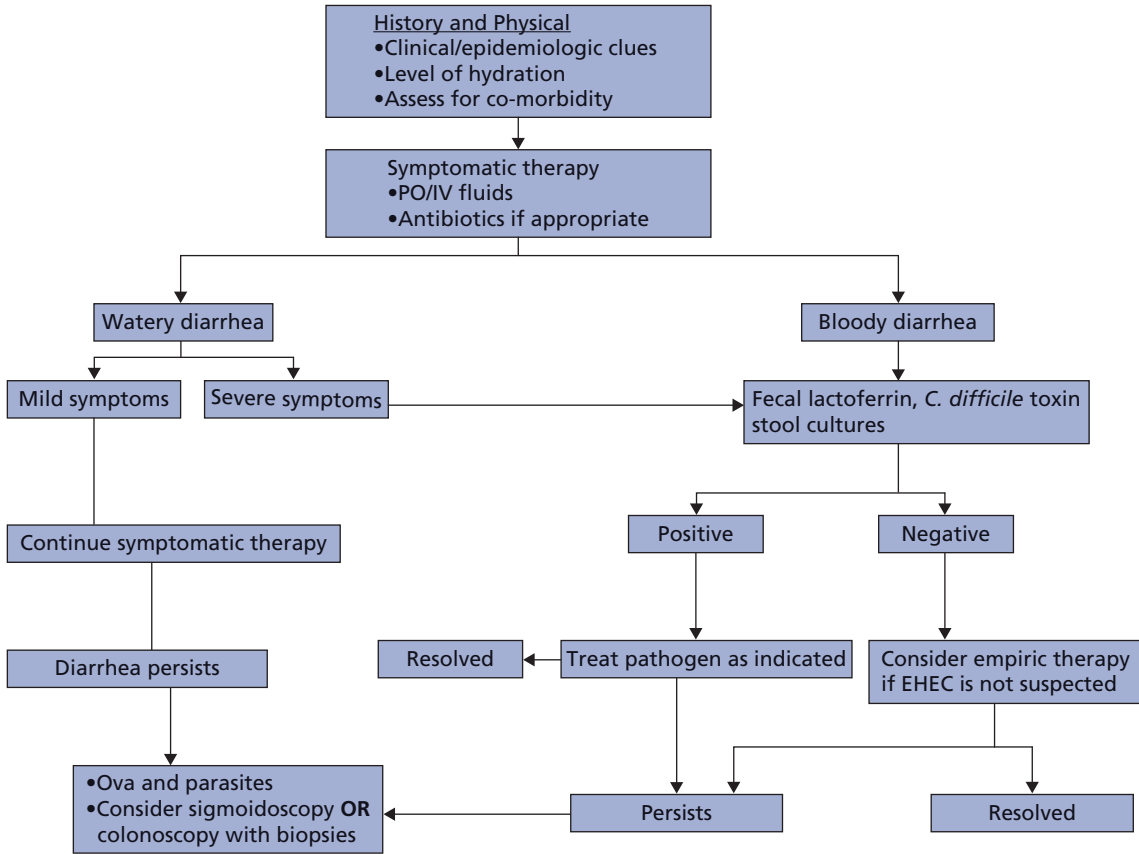 History and Physical
•Clinical/epidemiologic clues
•Level of hydration
•Assess for co-morbidity
Symptomatic therapy
•PO/IV fluids
•Antibiotics if appropriate
Watery diarrhea
Bloody diarrhea
Mild symptoms
Severe symptoms
Fecal lactoferrin, C. difficile toxin
stool cultures
Continue symptomatic therapy
Positive
Negative
Diarrhea persists
Resolved
Treat pathogen as indicated
Consider empiric therapy
if EHEC is not suspected
•Ova and parasites
•Consider sigmoidoscopy OR
colonoscopy with biopsies
Persists
Resolved